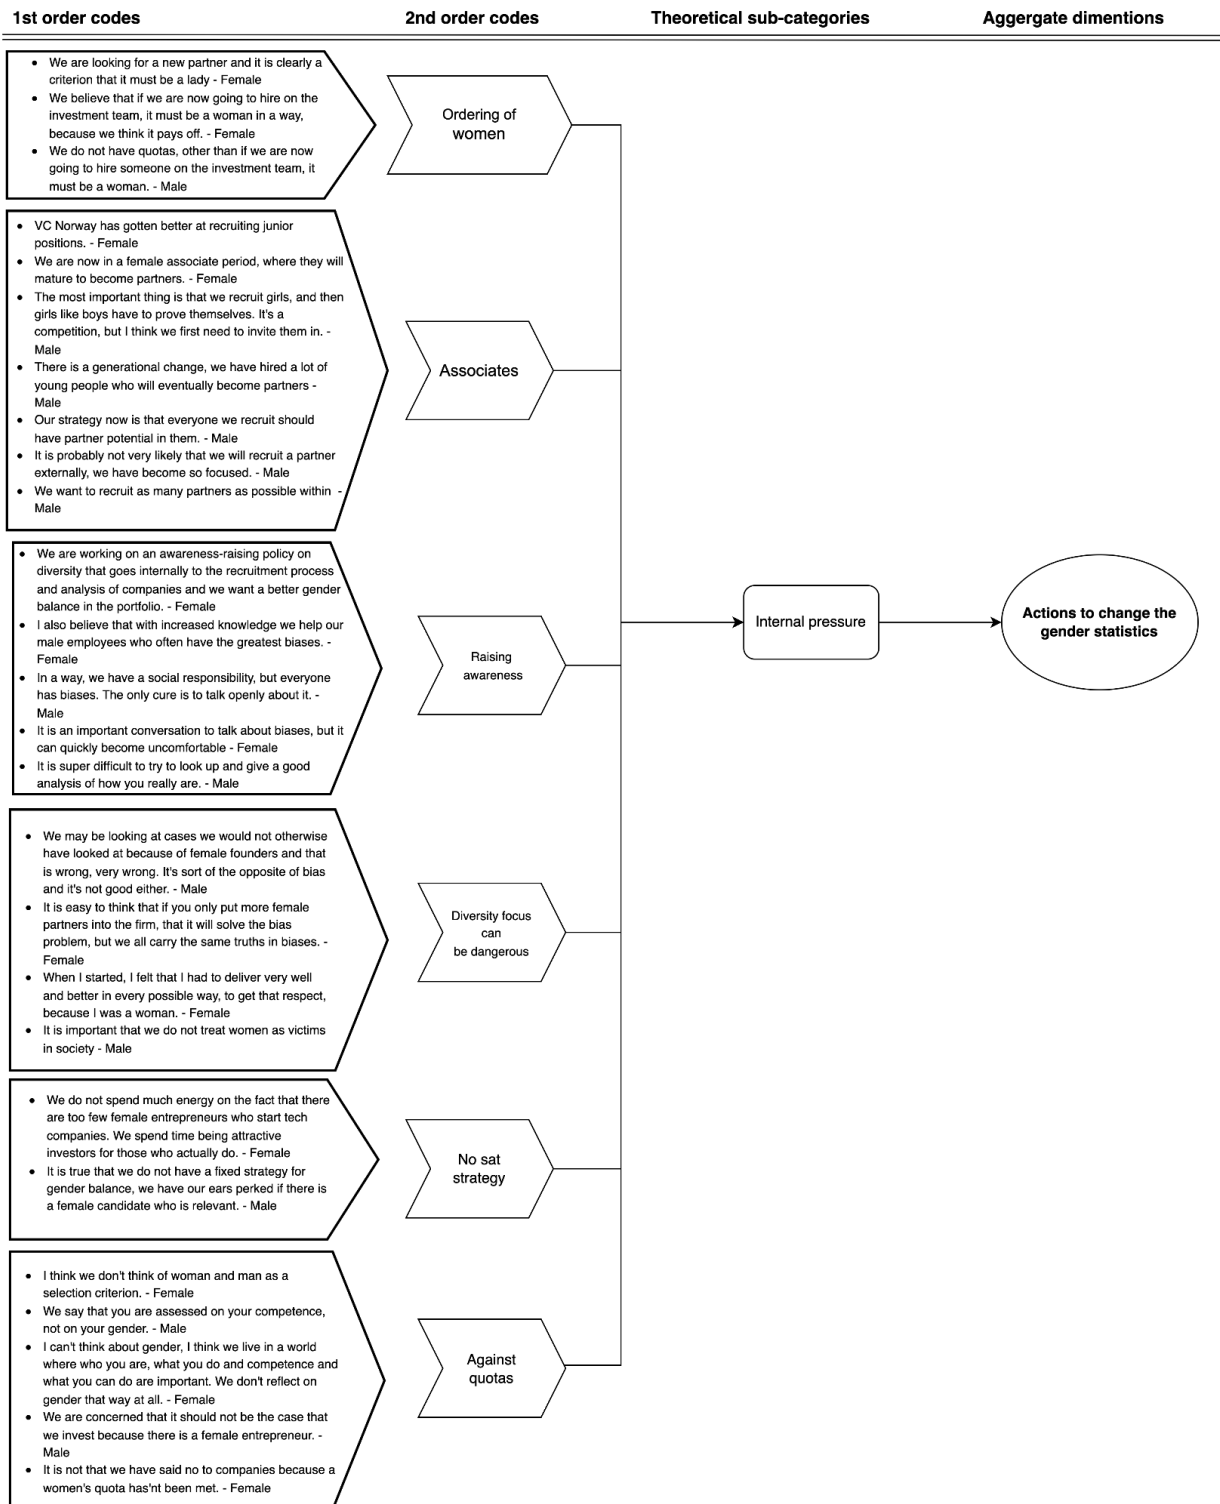 1st order codes
2nd order codes
Theoretical sub-categories
Aggergate dimentions
• We are looking for a new partner and it is clearly a
criterion that it must be a lady - Female
• We believe that if we are now going to hire on the
investment team, it must be a woman in a way,
because we think it pays off. - Female
• We do not have quotas, other than if we are now
going to hire someone on the investment team, it
must be a woman. - Male
Ordering of
women
• VC Norway has gotten better at recruiting junior
positions. - Female
• We are now in a female associate period, where they will
mature to become partners. - Female
• The most important thing is that we recruit girls, and then
girls like boys have to prove themselves. It's a
competition, but I think we first need to invite them in. -
Male
• There is a generational change, we have hired a lot of
young people who will eventually become partners -
Male
• Our strategy now is that everyone we recruit should
have partner potential in them. - Male
• It is probably not very likely that we will recruit a partner
externally, we have become so focused. - Male
• We want to recruit as many partners as possible within -
Male
Associates
• We are working on an awareness-raising policy on
diversity that goes internally to the recruitment process
and analysis of companies and we want a better gender
balance in the portfolio. - Female
• I also believe that with increased knowledge we help our
male employees who often have the greatest biases. -
Female
• In a way, we have a social responsibility, but everyone
has biases. The only cure is to talk openly about it. -
Male
• It is an important conversation to talk about biases, but it
can quickly become uncomfortable - Female
• It is super difficult to try to look up and give a good
analysis of how you really are. - Male
Raising
awareness
Internal pressure
Actions to change the
gender statistics
• We may be looking at cases we would not otherwise
have looked at because of female founders and that
is wrong, very wrong. It's sort of the opposite of bias
and it's not good either. - Male
• It is easy to think that if you only put more female
partners into the firm, that it will solve the bias
problem, but we all carry the same truths in biases. -
Female
• When I started, I felt that I had to deliver very well
and better in every possible way, to get that respect,
because I was a woman. - Female
• It is important that we do not treat women as victims
in society - Male
Diversity focus
can
be dangerous
• We do not spend much energy on the fact that there
are too few female entrepreneurs who start tech
companies. We spend time being attractive
investors for those who actually do. - Female
• It is true that we do not have a fixed strategy for
gender balance, we have our ears perked if there is
a female candidate who is relevant. - Male
No sat
strategy
• I think we don't think of woman and man as a
selection criterion. - Female
• We say that you are assessed on your competence,
not on your gender. - Male
• I can't think about gender, I think we live in a world
where who you are, what you do and competence and
what you can do are important. We don't reflect on
gender that way at all. - Female
• We are concerned that it should not be the case that
we invest because there is a female entrepreneur. -
Male
• It is not that we have said no to companies because a
women's quota has'nt been met. - Female
Against
quotas